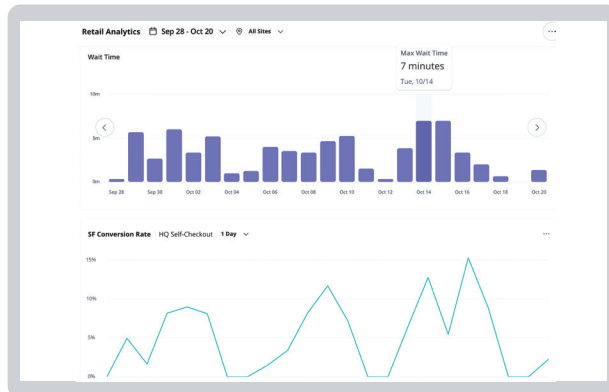 Retail Analytics Sep 28 - Oct 20 All Sites
Wait Time
Max Wait Time
7 minutes
Tue, 10/14
10m
5m
0m
Sep 28 Sep 30 Oct 02 Oct 04 Oct 06 Oct 08 Oct 10 Oct 12 Oct 14 Oct 16 Oct 18 Oct 20
SF Conversion Rate HQ Self-Checkout 1 Day
15%
10%
5%
0%